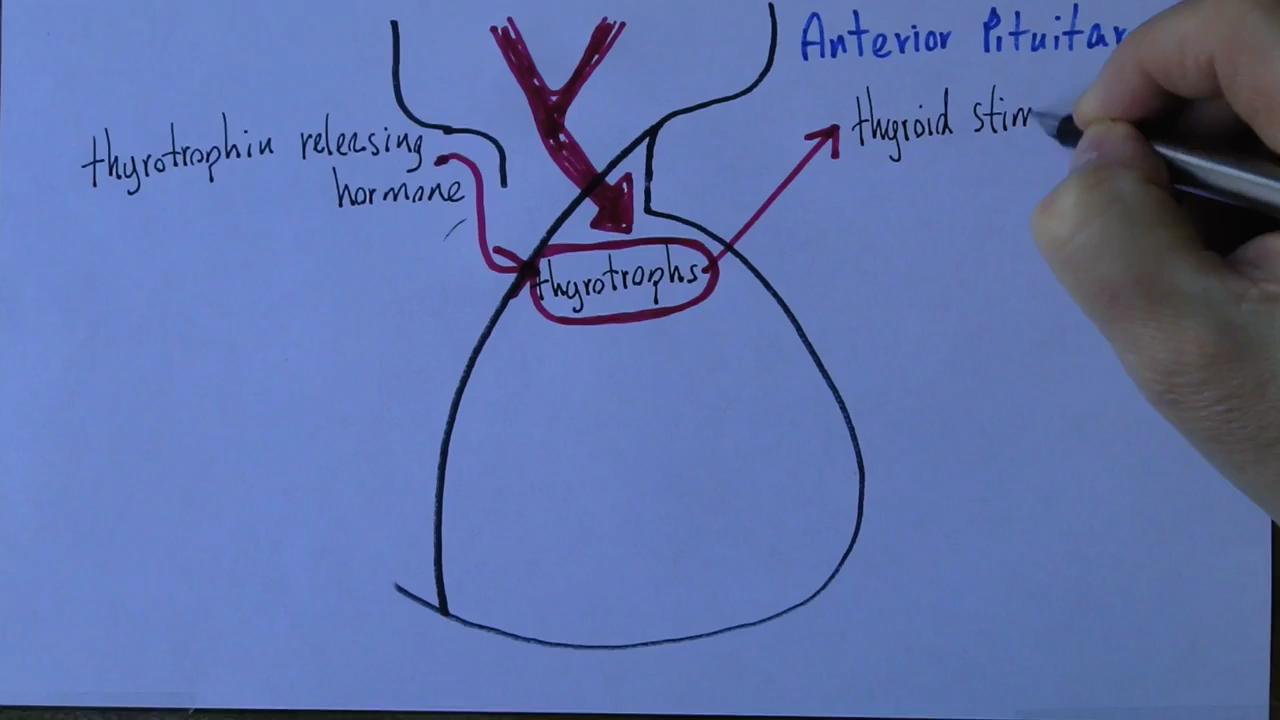 Anterior Pituitar
thyroid stim
thyrotrophin releasing
hormone
thyrotrophs